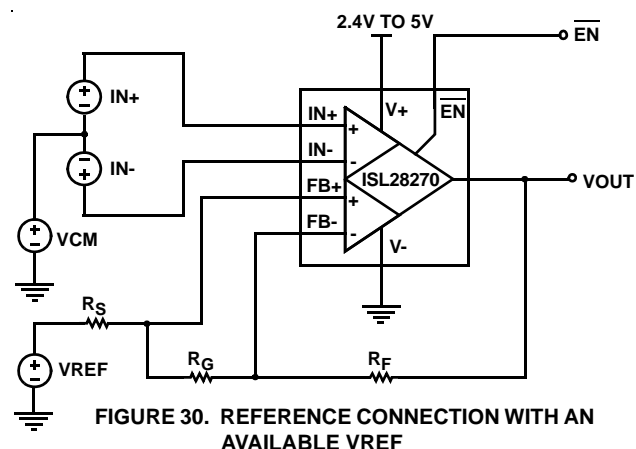 2.4V TO 5V
EN
IN+
IN+
V+
EN
IN-
IN-
ISL28270
VOUT
FB+
FB-
VCM
V-
RS
VREF
RG
RF
+
-
+
-
+
-
+
-
+
-
+
-
FIGURE 30. REFERENCE CONNECTION WITH AN
AVAILABLE VREF